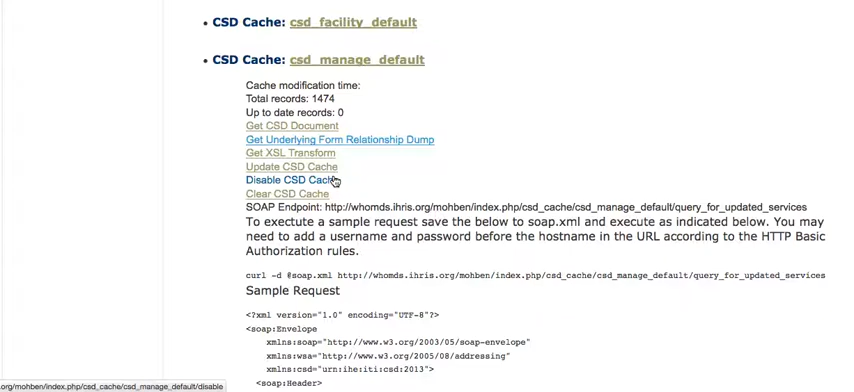 CSD Cache: csd_facility_default
CSD Cache: csd_manage_default
Cache modification time:
Total records: 1474
Up to date records: 0
Get CSD Document
Get Underlying Form Relationship Dump
Get XSL Transform
Update CSD Cache
Disable CSD Cache
Clear CSD Cache
SOAP Endpoint: http://whomds.ihris.org/mohben/index.php/csd_cache/csd_manage_default/query_for_updated_services
To exectute a sample request save the below to soap.xml and execute as indicated below. You may
need to add a username and password before the hostname in the URL according to the HTTP Basic
Authorization rules.
curl -d @soap.xml http://whomds.ihris.org/mohben/index.php/csd_cache/csd_manage_default/query_for_updated_services
Sample Request
<?xml version="1.0" encoding="UTF-8"?>
<soap:Envelope
xmlns:soap="http://www.w3.org/2003/05/soap-envelope"
xmlns:wsa="http://www.w3.org/2005/08/addressing"
xmlns:csd="urn:ihe:iti:csd:2013">
<soap:Header>
.org/mohben/index.php/csd_cache/csd_manage_default/disable